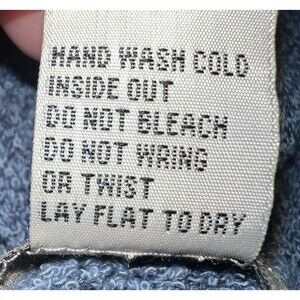 HAND WASH COLD
INSIDE OUT
DO NOT BLEACH
DO NOT WRING
OR TWIST
LAY FLAT TO DRY